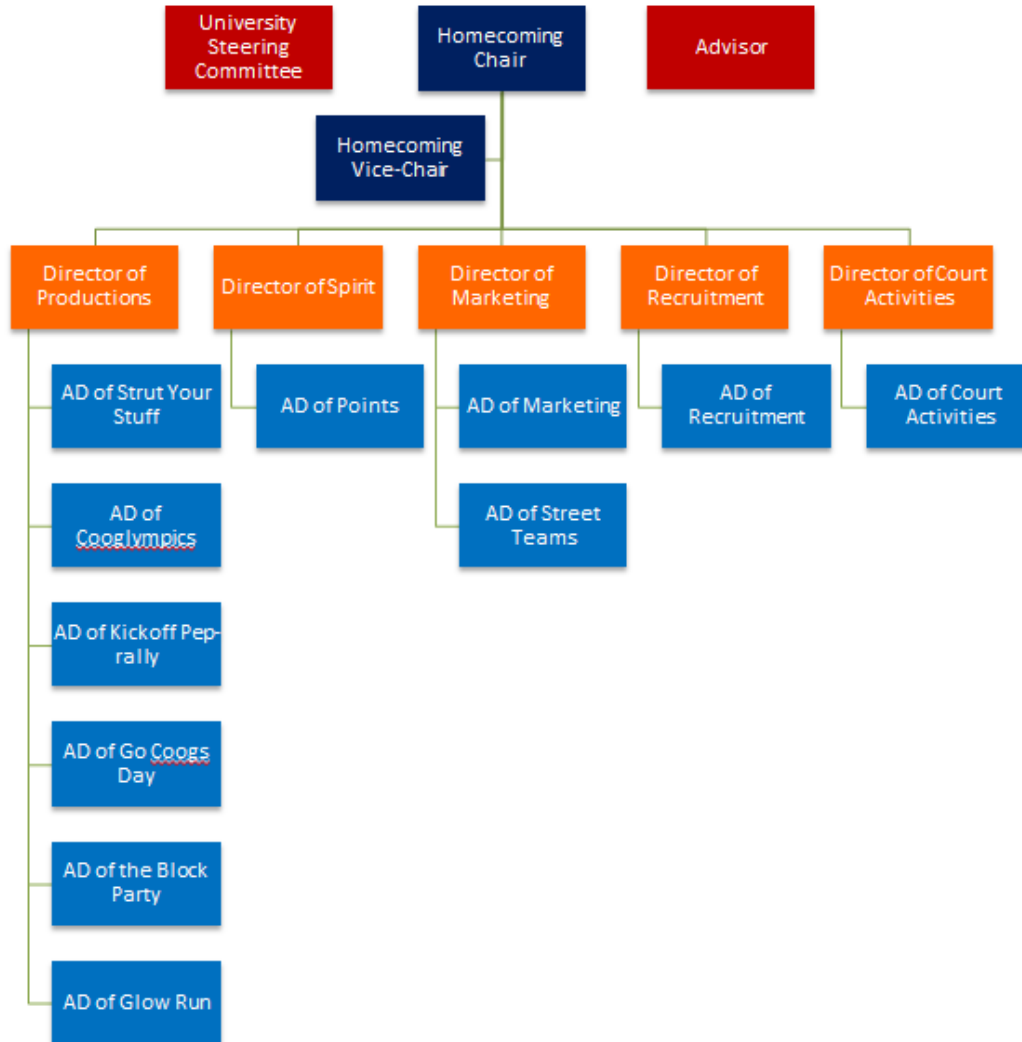 University
Steering
Committee
Homecoming
Chair
Advisor
Homecoming
Vice-Chair
Director of
Productions
Director of Spirit
Director of
Marketing
Director of
Recruitment
Director of Court
Activities
AD of Strut Your
Stuff
AD of Points
AD of Marketing
AD of
Recruitment
AD of Court
Activities
AD of
Cooglympics
AD of Street
Teams
AD of Kickoff Pep-
rally
AD of Go Coogs
Day
AD of the Block
Party
AD of Glow Run